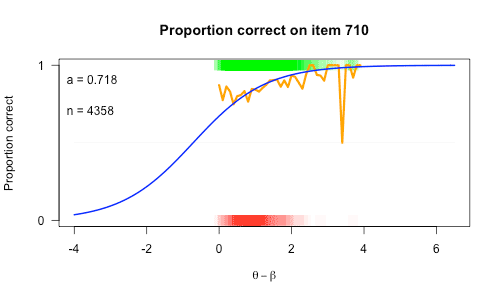 Proportion correct on item 710
Proportion correct
1
0
a = 0.718
n = 4358
-4 -2 0 2 4 6
θ − β